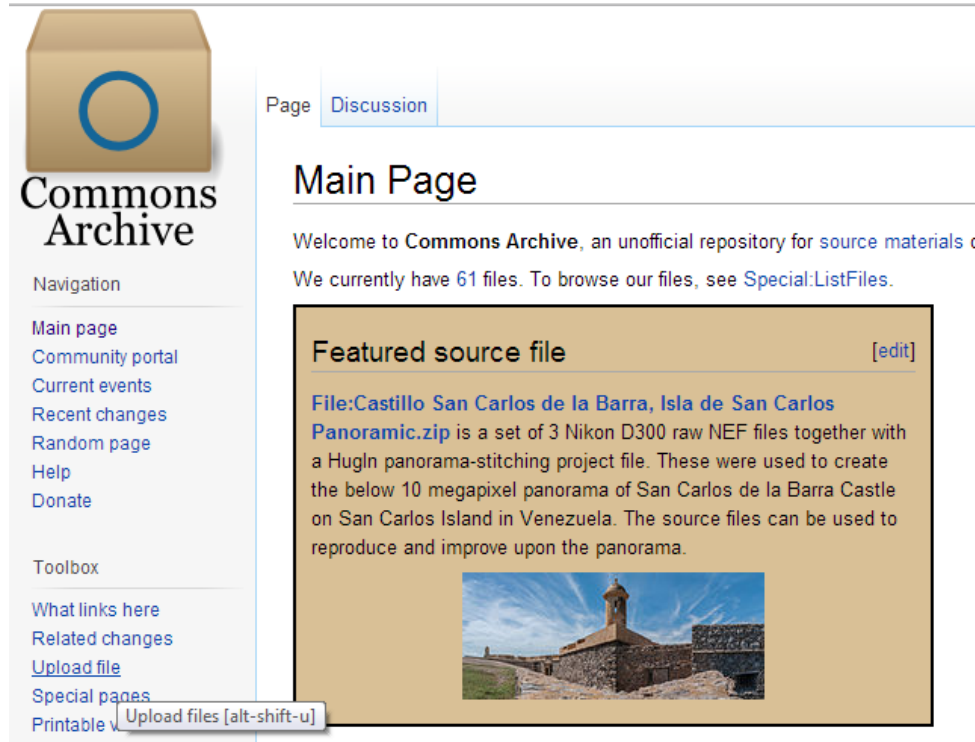 Commons
Archive
Page Discussion
Main Page
Welcome to Commons Archive, an unofficial repository for source materials
We currently have 61 files. To browse our files, see Special:ListFiles.
Featured source file [edit]
File:Castillo San Carlos de la Barra, Isla de San Carlos
Panoramic.zip is a set of 3 Nikon D300 raw NEF files together with
a HugIn panorama-stitching project file. These were used to create
the below 10 megapixel panorama of San Carlos de la Barra Castle
on San Carlos Island in Venezuela. The source files can be used to
reproduce and improve upon the panorama.
Navigation
Main page
Community portal
Current events
Recent changes
Random page
Help
Donate
Toolbox
What links here
Related changes
Upload file
Special pages
Printable
Upload files [alt-shift-u]